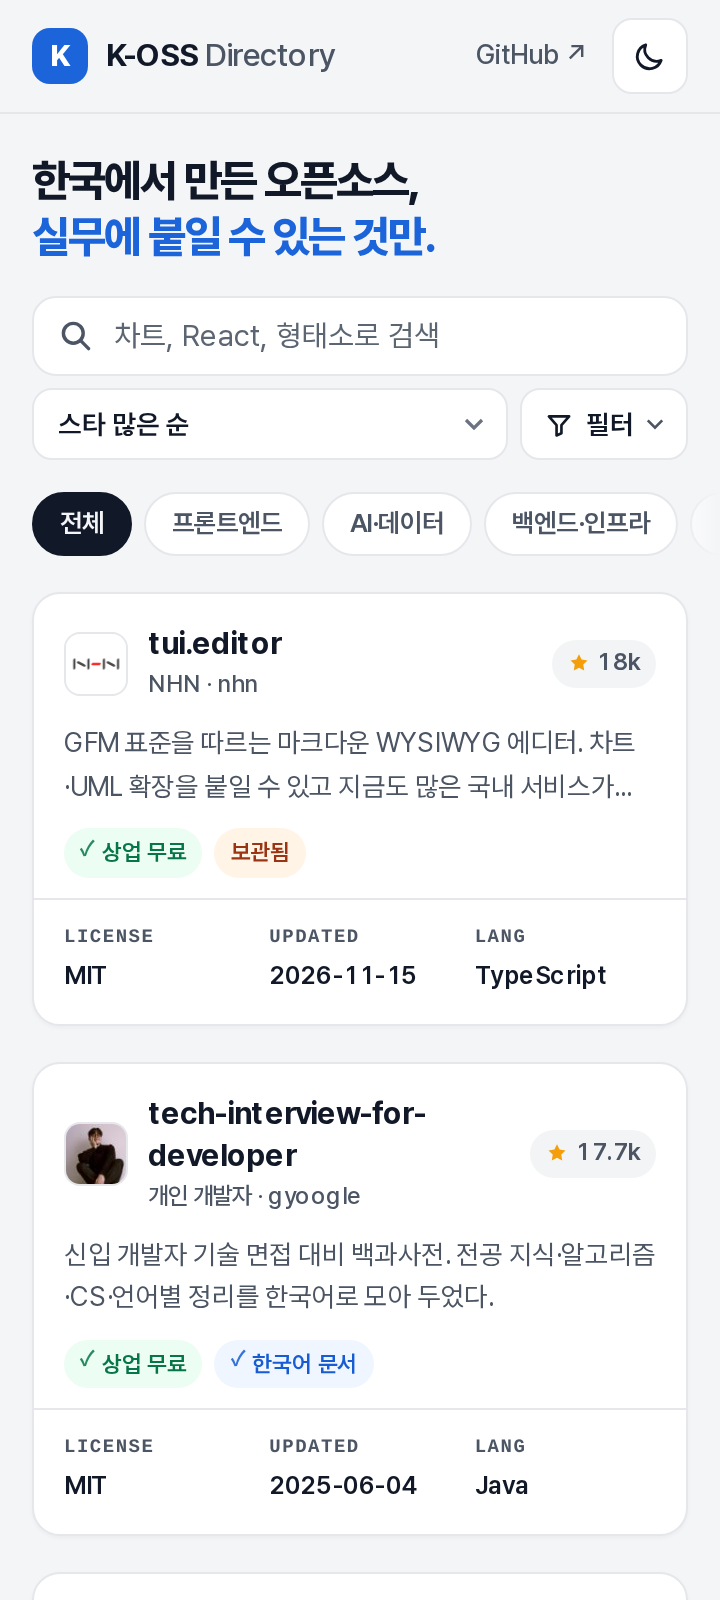 K K-OSS Directory GitHub ↗
한국에서 만든 오픈소스,
실무에 붙일 수 있는 것만.
차트, React, 형태소로 검색
스타 많은 순 필터
전체 프론트엔드 AI·데이터 백엔드·인프라
NHN tui.editor
★ 18k
NHN · nhn
GFM 표준을 따르는 마크다운 WYSIWYG 에디터. 차트
·UML 확장을 붙일 수 있고 지금도 많은 국내 서비스가...
✓ 상업 무료 보관됨
LICENSE UPDATED LANG
MIT 2026-11-15 TypeScript
tech-interview-for-
developer
★ 17.7k
개인 개발자 · gyoogle
신입 개발자 기술 면접 대비 백과사전. 전공 지식·알고리즘
·CS·언어별 정리를 한국어로 모아 두었다.
✓ 상업 무료 ✓ 한국어 문서
LICENSE UPDATED LANG
MIT 2025-06-04 Java